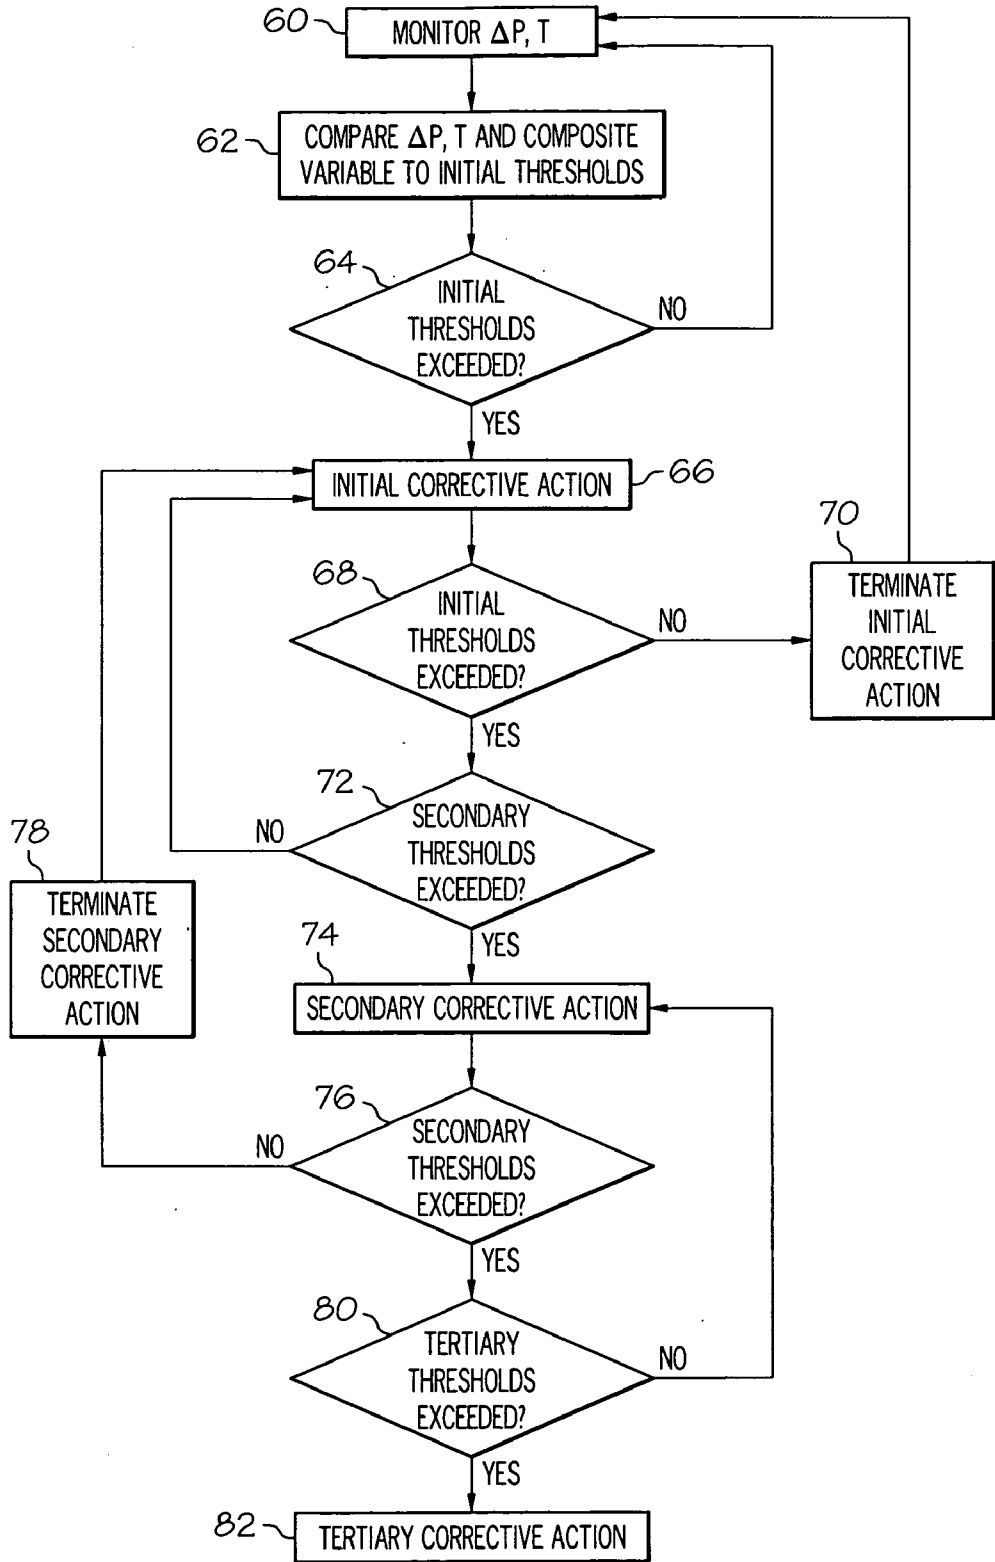 60
MONITOR ΔP, T
62
COMPARE ΔP, T AND COMPOSITE
VARIABLE TO INITIAL THRESHOLDS
64
INITIAL
THRESHOLDS
EXCEEDED?
NO
YES
INITIAL CORRECTIVE ACTION
66
68
INITIAL
THRESHOLDS
EXCEEDED?
NO
70
TERMINATE
INITIAL
CORRECTIVE
ACTION
YES
72
SECONDARY
THRESHOLDS
EXCEEDED?
NO
78
TERMINATE
SECONDARY
CORRECTIVE
ACTION
YES
74
SECONDARY CORRECTIVE ACTION
76
SECONDARY
THRESHOLDS
EXCEEDED?
NO
YES
80
TERTIARY
THRESHOLDS
EXCEEDED?
NO
YES
82
TERTIARY CORRECTIVE ACTION